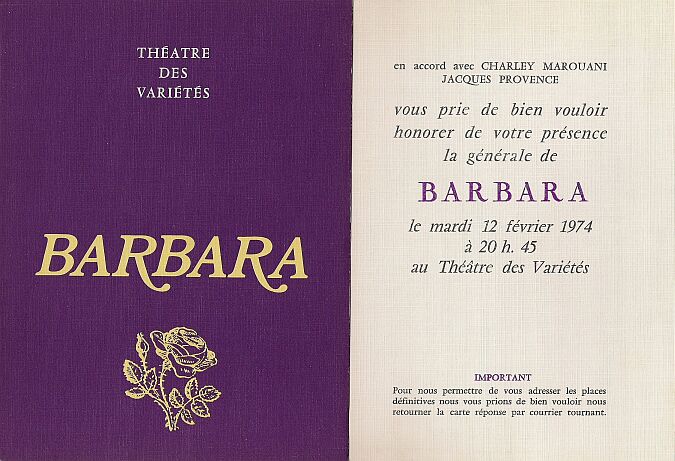 THÉATRE
DES
VARIÉTÉS
BARBARA
en accord avec CHARLEY MAROUANI
JACQUES PROVENCE
vous prie de bien vouloir
honorer de votre présence
la générale de
BARBARA
le mardi 12 février 1974
à 20 h. 45
au Théâtre des Variétés
IMPORTANT
Pour nous permettre de vous adresser les places
définitives nous vous prions de bien vouloir nous
retourner la carte réponse par courrier tournant.